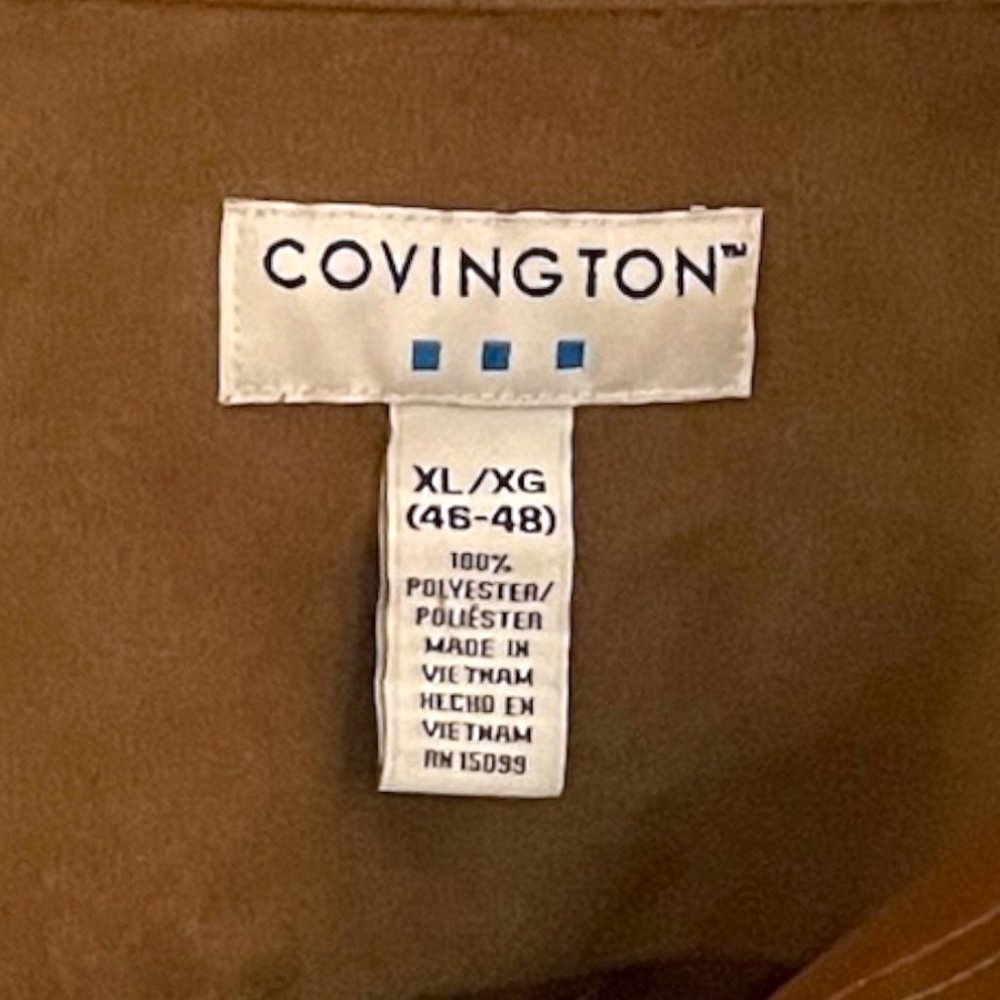 COVINGTON™
XL/XG
(46-48)
100%
POLYESTER/
POLIÉSTER
MADE IN
VIETNAM
HECHO EN
VIETNAM
RN 15099